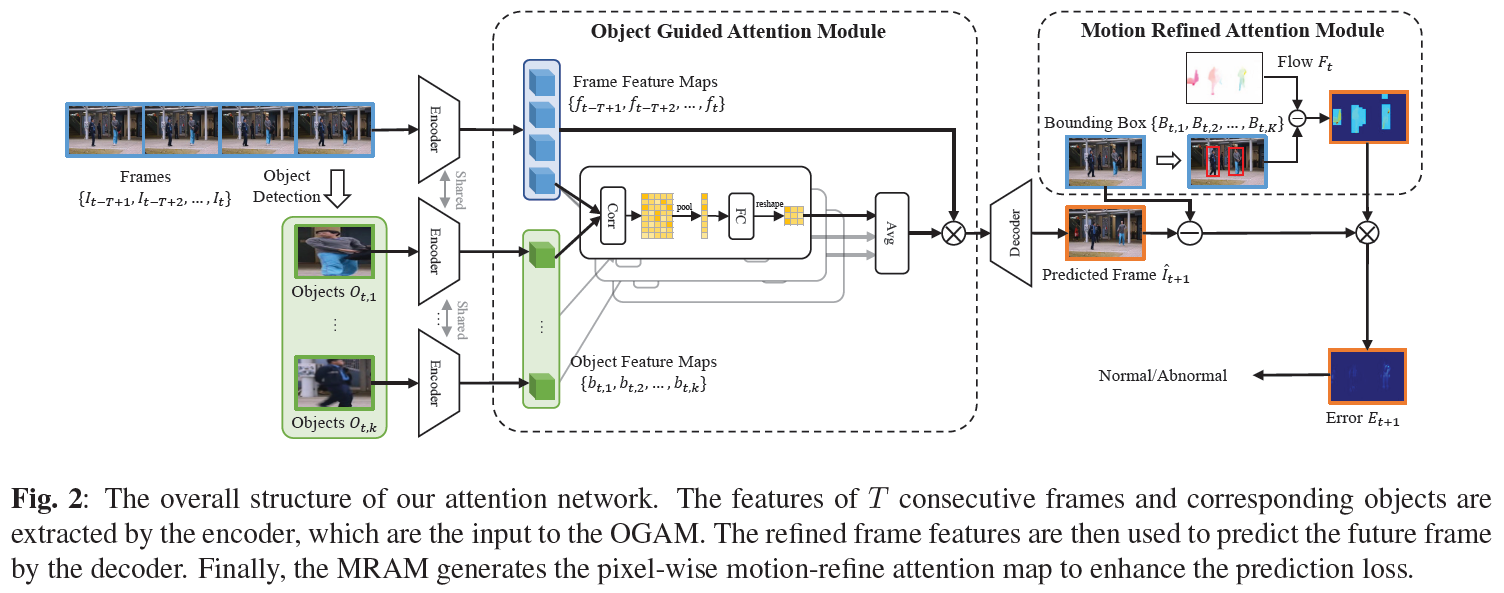 Object Guided Attention Module
Motion Refined Attention Module
Flow $F_t$
Frame Feature Maps
$\{f_{t-T+1}, f_{t-T+2}, \ldots, f_t\}$
Bounding Box $\{B_{t,1}, B_{t,2}, \ldots, B_{t,K}\}$
Encoder
Frames
$\{I_{t-T+1}, I_{t-T+2}, \ldots, I_t\}$
Object
Detection
Shared
Corr
pool
FC
reshape
Avg
Decoder
Encoder
Predicted Frame $\hat{I}_{t+1}$
Objects $O_{t,1}$
...
Shared
...
...
Encoder
Object Feature Maps
$\{b_{t,1}, b_{t,2}, \ldots, b_{t,k}\}$
Normal/Abnormal
Objects $O_{t,k}$
Error $E_{t+1}$
Fig. 2: The overall structure of our attention network. The features of $T$ consecutive frames and corresponding objects are
extracted by the encoder, which are the input to the OGAM. The refined frame features are then used to predict the future frame
by the decoder. Finally, the MRAM generates the pixel-wise motion-refine attention map to enhance the prediction loss.